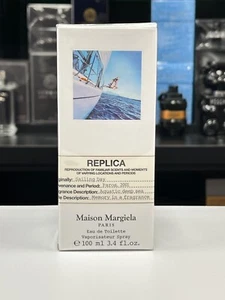 REPLICA
REPRODUCTION OF FAMILIAR SCENTS AND MOMENTS
OF VARYING LOCATIONS AND PERIODS
Originally: Sailing Day
Provenance and Period:
Fragrance Description: Aquatic deep sea
Style Description: Memory in a fragrance
Maison Margiela
PARIS
Eau de Toilette
Vaporisateur Spray
℮ 100 ml 3.4 fl.oz.